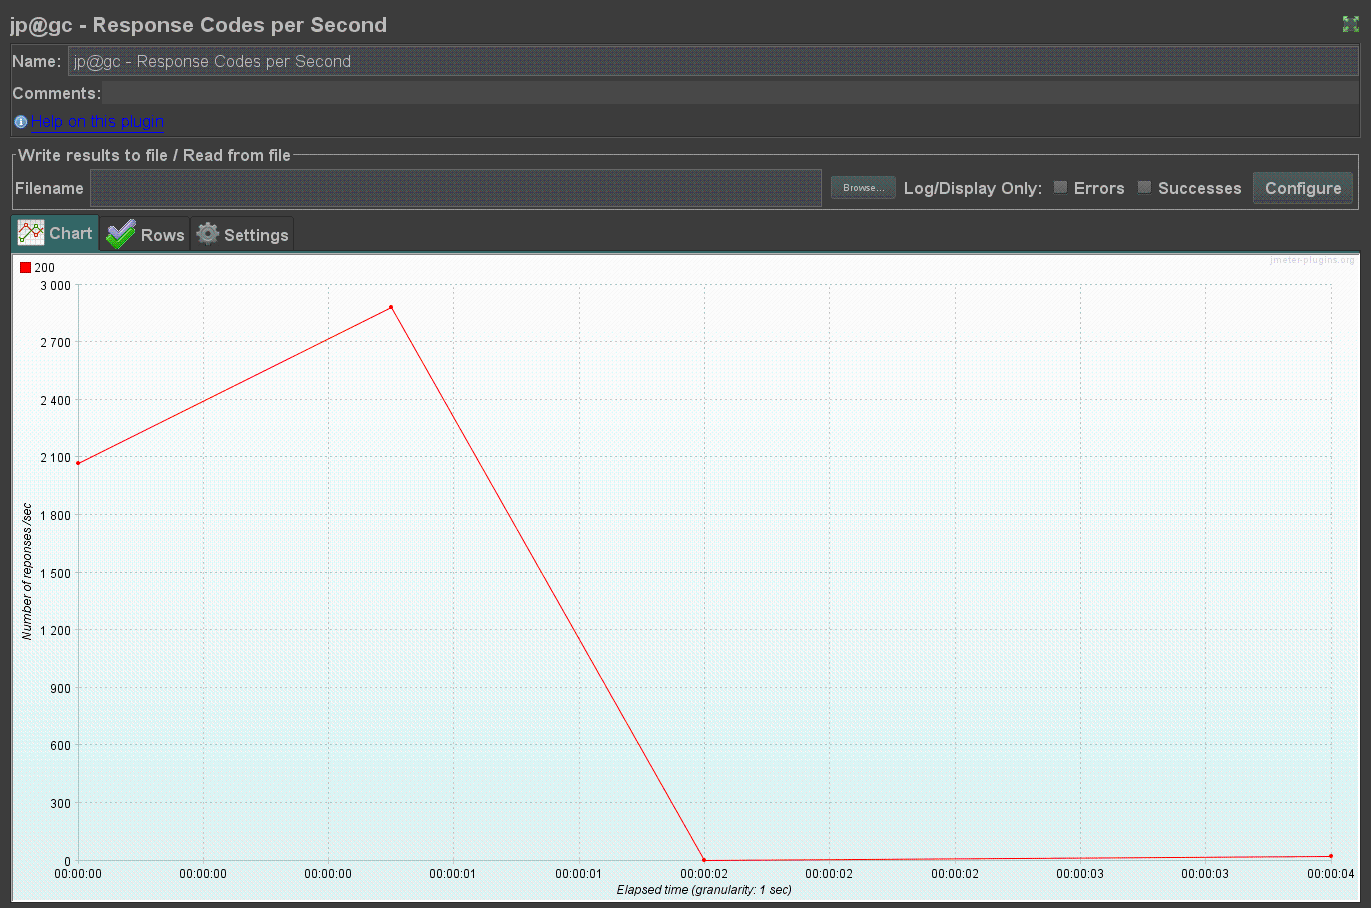 jp@gc - Response Codes per Second
Name: jp@gc - Response Codes per Second
Comments:
Help on this plugin
Write results to file / Read from file
Filename Browse... Log/Display Only: Errors Successes Configure
Chart Rows Settings
200 jmeter-plugins.org
3 000
2 700
2 400
2 100
1 800
1 500
1 200
900
600
300
0
Number of reponses /sec
00:00:00 00:00:00 00:00:00 00:00:01 00:00:01 00:00:02 00:00:02 00:00:02 00:00:03 00:00:03 00:00:04
Elapsed time (granularity: 1 sec)